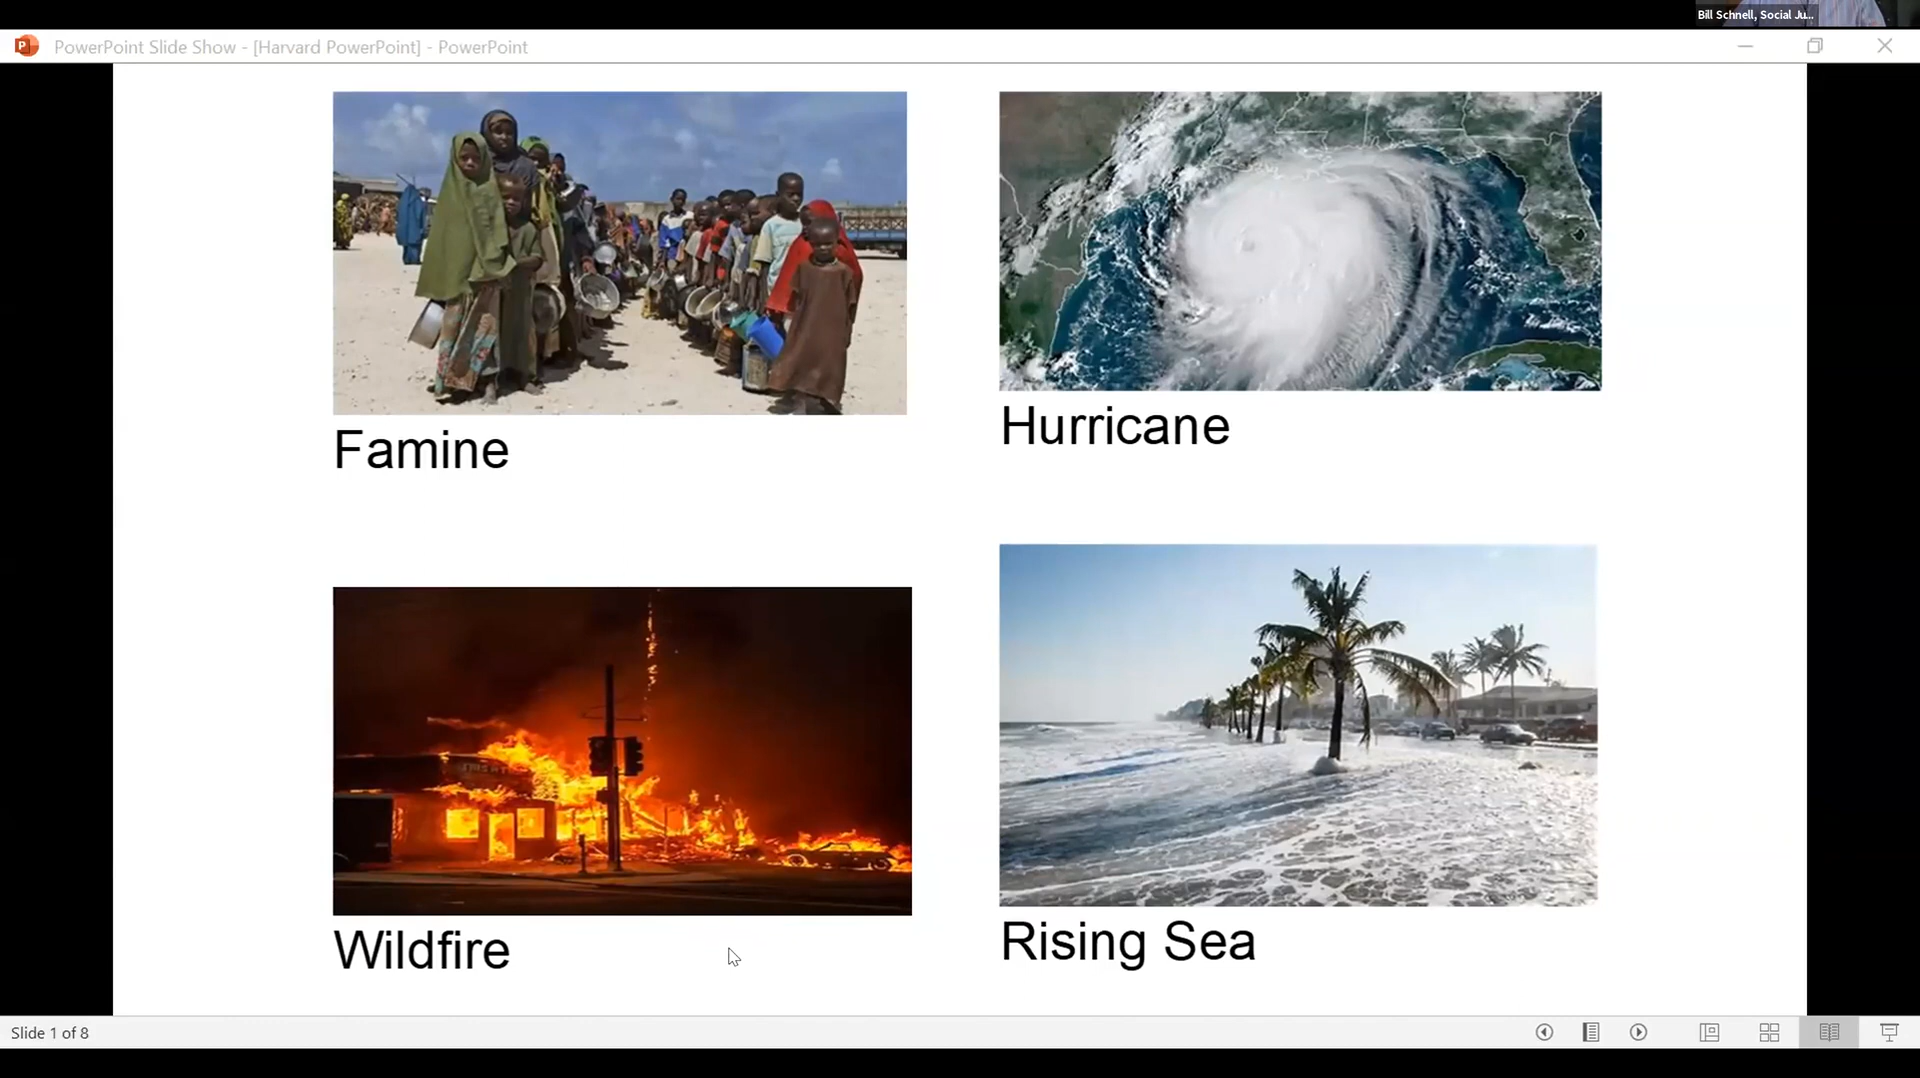 Bill Schnell, Social Ju...
PowerPoint Slide Show - [Harvard PowerPoint] - PowerPoint
Famine
Hurricane
Wildfire
Rising Sea
Slide 1 of 8